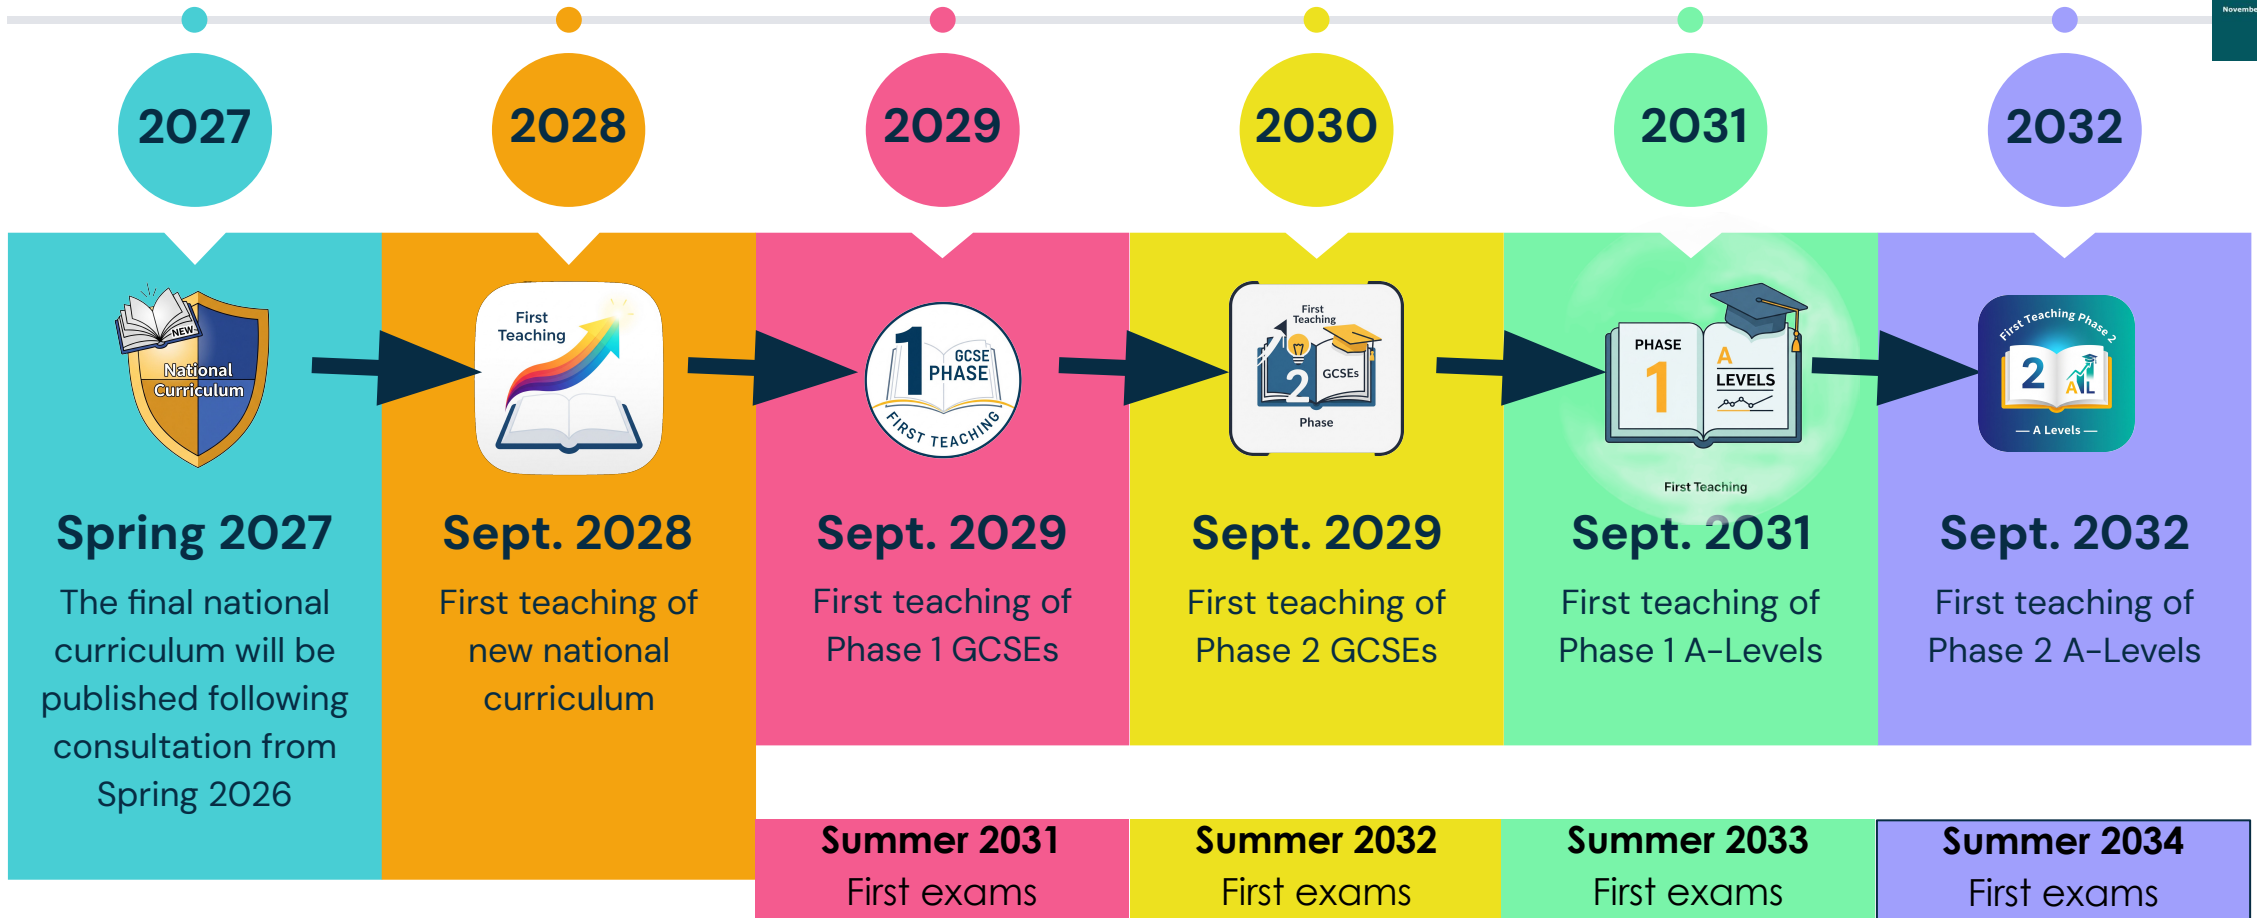 November
2027
2028
2029
2030
2031
2032
NEW
National
Curriculum
Spring 2027
The final national
curriculum will be
published following
consultation from
Spring 2026
First
Teaching
Sept. 2028
First teaching of
new national
curriculum
1
GCSE
PHASE
FIRST TEACHING
Sept. 2029
First teaching of
Phase 1 GCSEs
Summer 2031
First exams
First
Teaching
2
GCSEs
Phase
Sept. 2029
First teaching of
Phase 2 GCSEs
Summer 2032
First exams
PHASE
1
A
LEVELS
First Teaching
Sept. 2031
First teaching of
Phase 1 A-Levels
Summer 2033
First exams
First Teaching Phase 2
2
AL
— A Levels —
Sept. 2032
First teaching of
Phase 2 A-Levels
Summer 2034
First exams